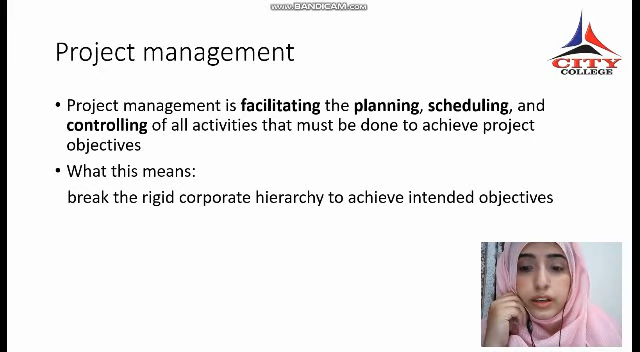 www.BANDICAM.com
Project management
CITY
COLLEGE
• Project management is facilitating the planning, scheduling, and
controlling of all activities that must be done to achieve project
objectives
• What this means:
break the rigid corporate hierarchy to achieve intended objectives